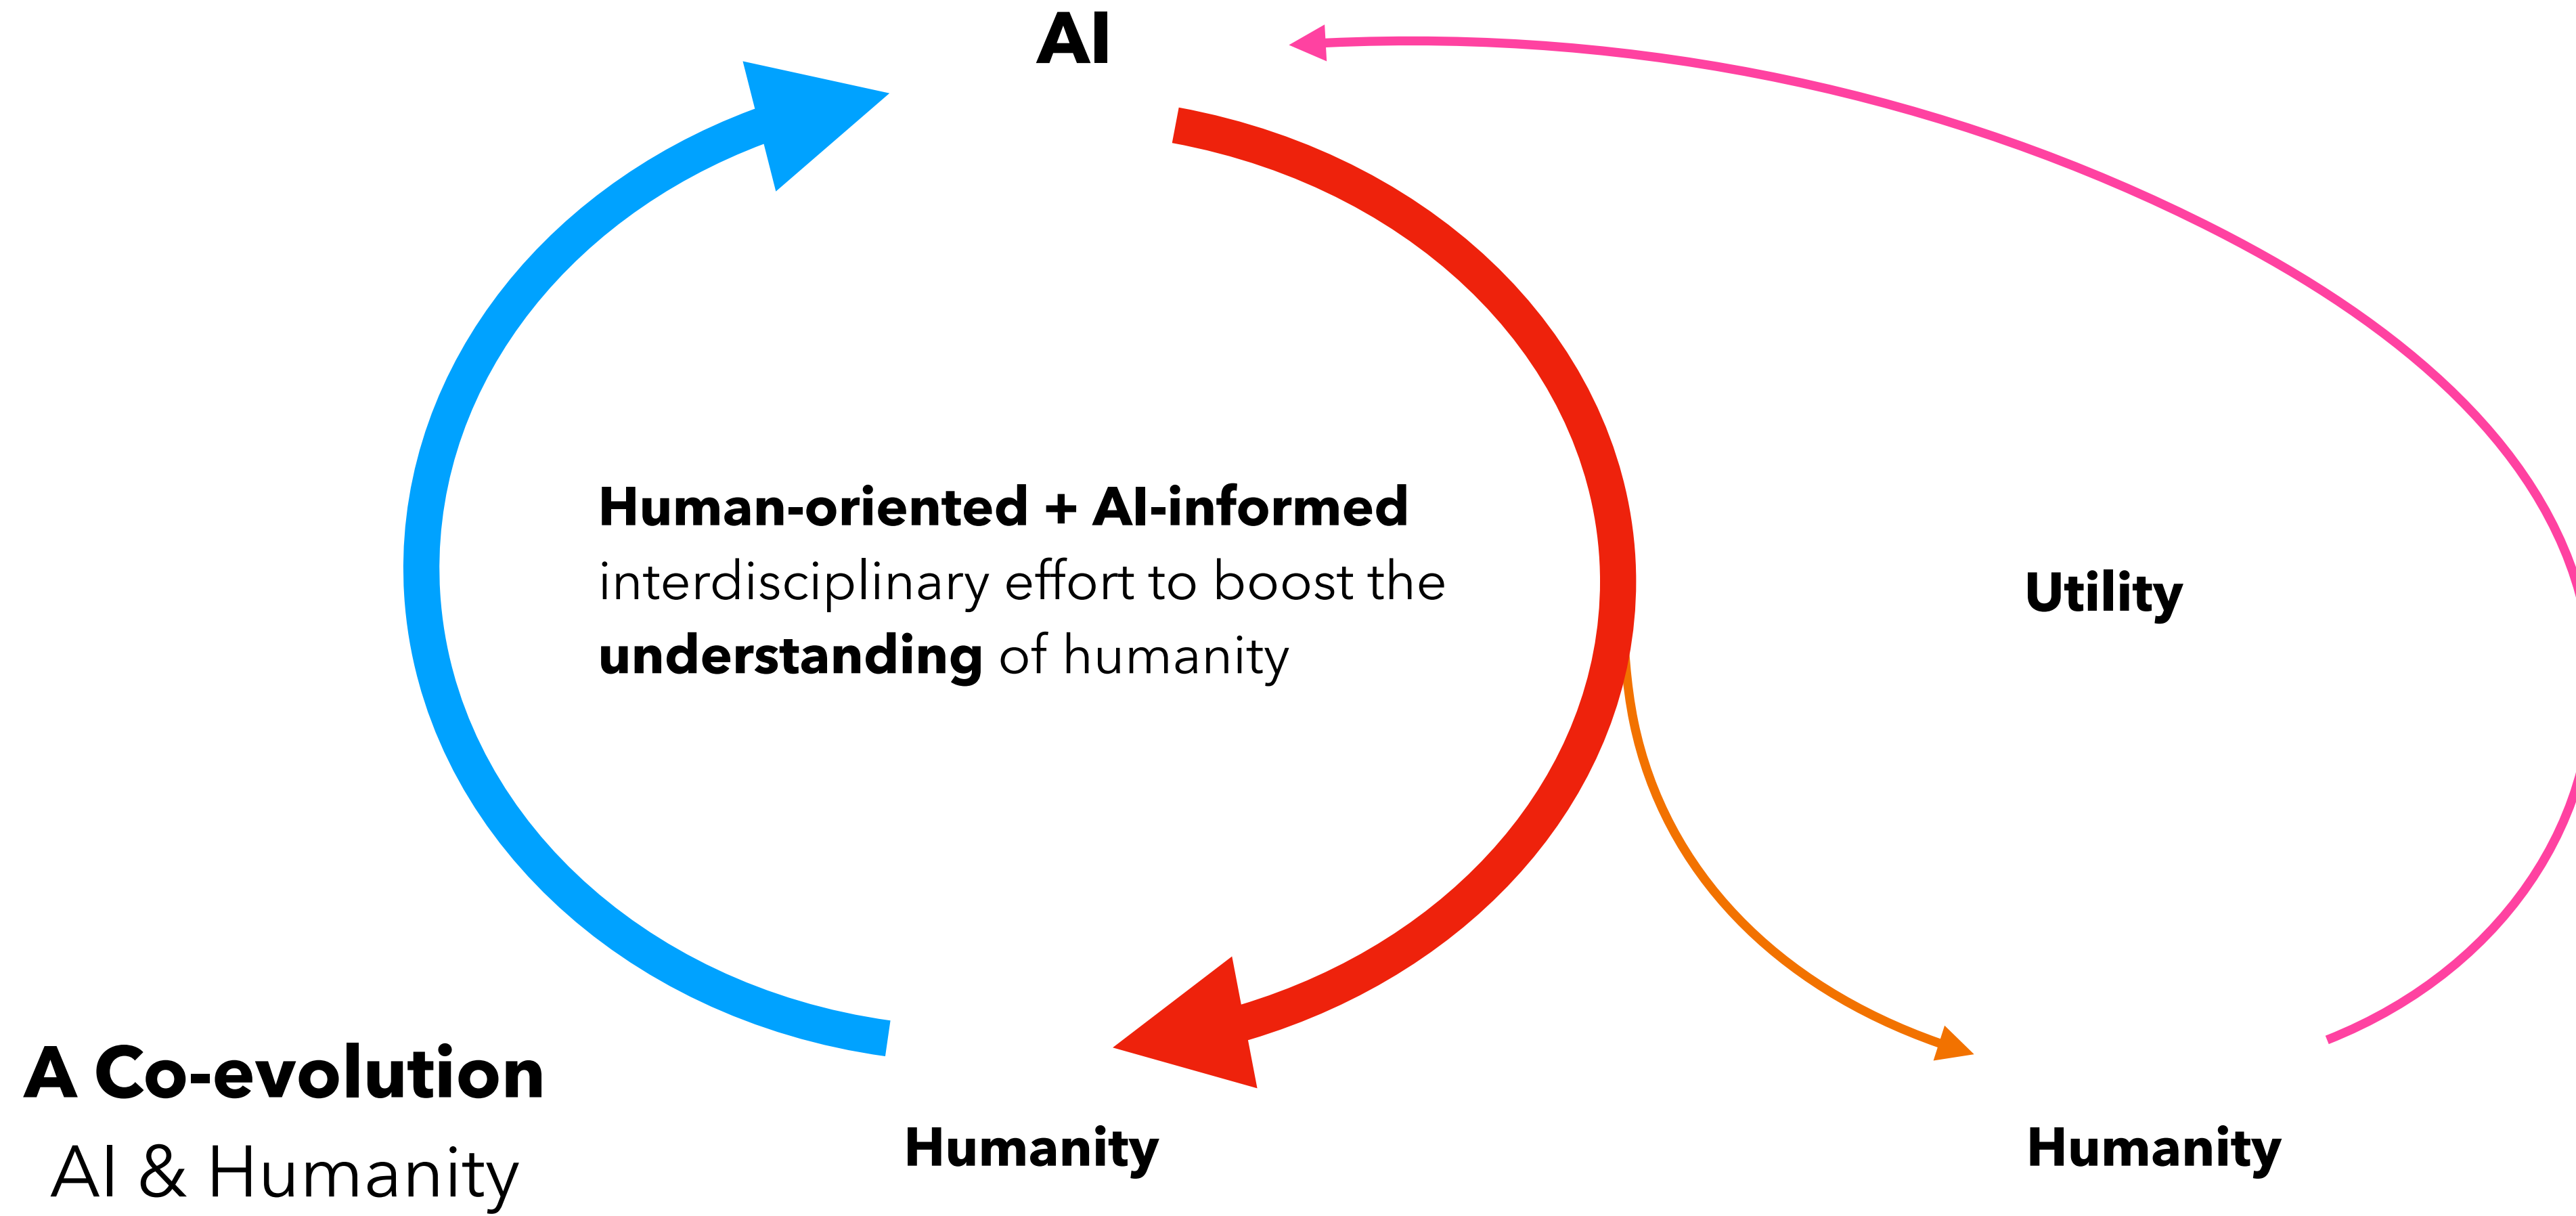 AI
Human-oriented + AI-informed
interdisciplinary effort to boost the
understanding of humanity
Utility
A Co-evolution
AI & Humanity
Humanity
Humanity